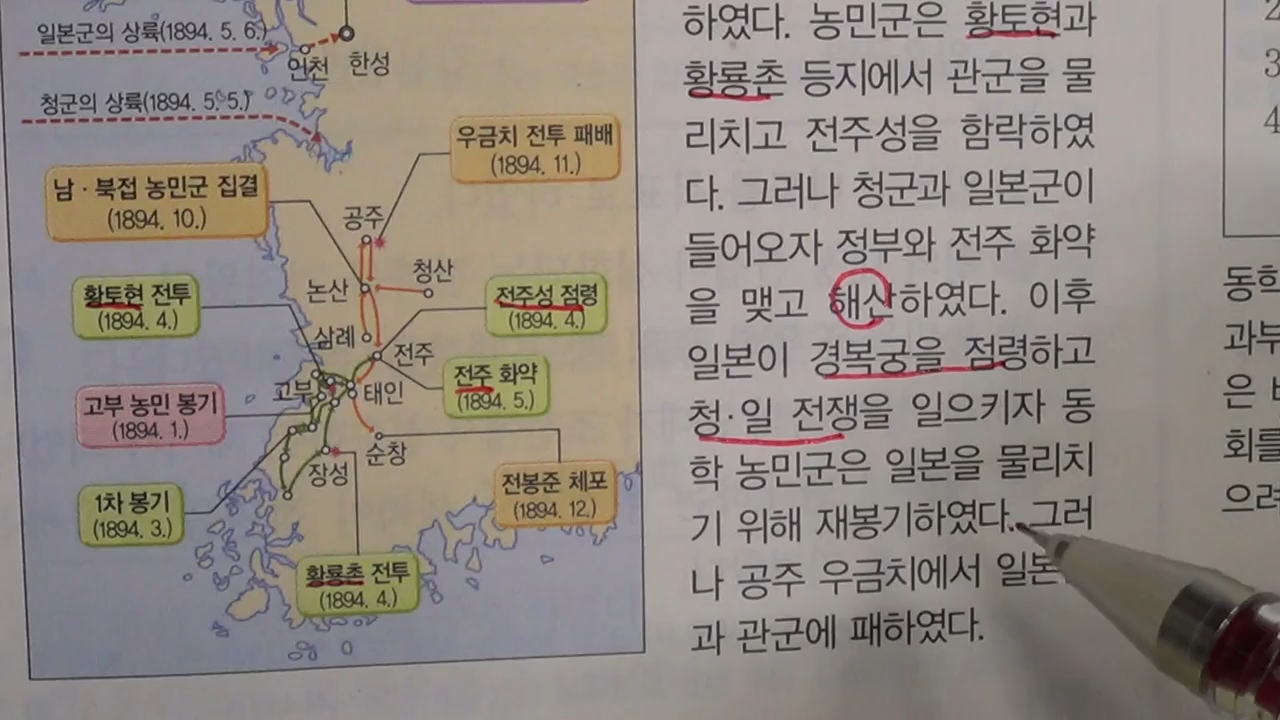 일본군의 상륙(1894. 5. 6.)
인천
한성
청군의 상륙(1894. 5. 5.)
우금치 전투 패배
(1894. 11.)
남·북접 농민군 집결
(1894. 10.)
공주
논산
청산
황토현 전투
(1894. 4.)
전주성 점령
(1894. 4.)
삼례
전주
전주 화약
(1894. 5.)
고부
태인
고부 농민 봉기
(1894. 1.)
순창
장성
전봉준 체포
(1894. 12.)
1차 봉기
(1894. 3.)
황룡촌 전투
(1894. 4.)
하였다. 농민군은 황토현과
황룡촌 등지에서 관군을 물
리치고 전주성을 함락하였
다. 그러나 청군과 일본군이
들어오자 정부와 전주 화약
을 맺고 해산하였다. 이후
일본이 경복궁을 점령하고
청·일 전쟁을 일으키자 동
학 농민군은 일본을 물리치
기 위해 재봉기하였다. 그러
나 공주 우금치에서 일본
과 관군에 패하였다.
3
4
동학
과부
은
회를
으려